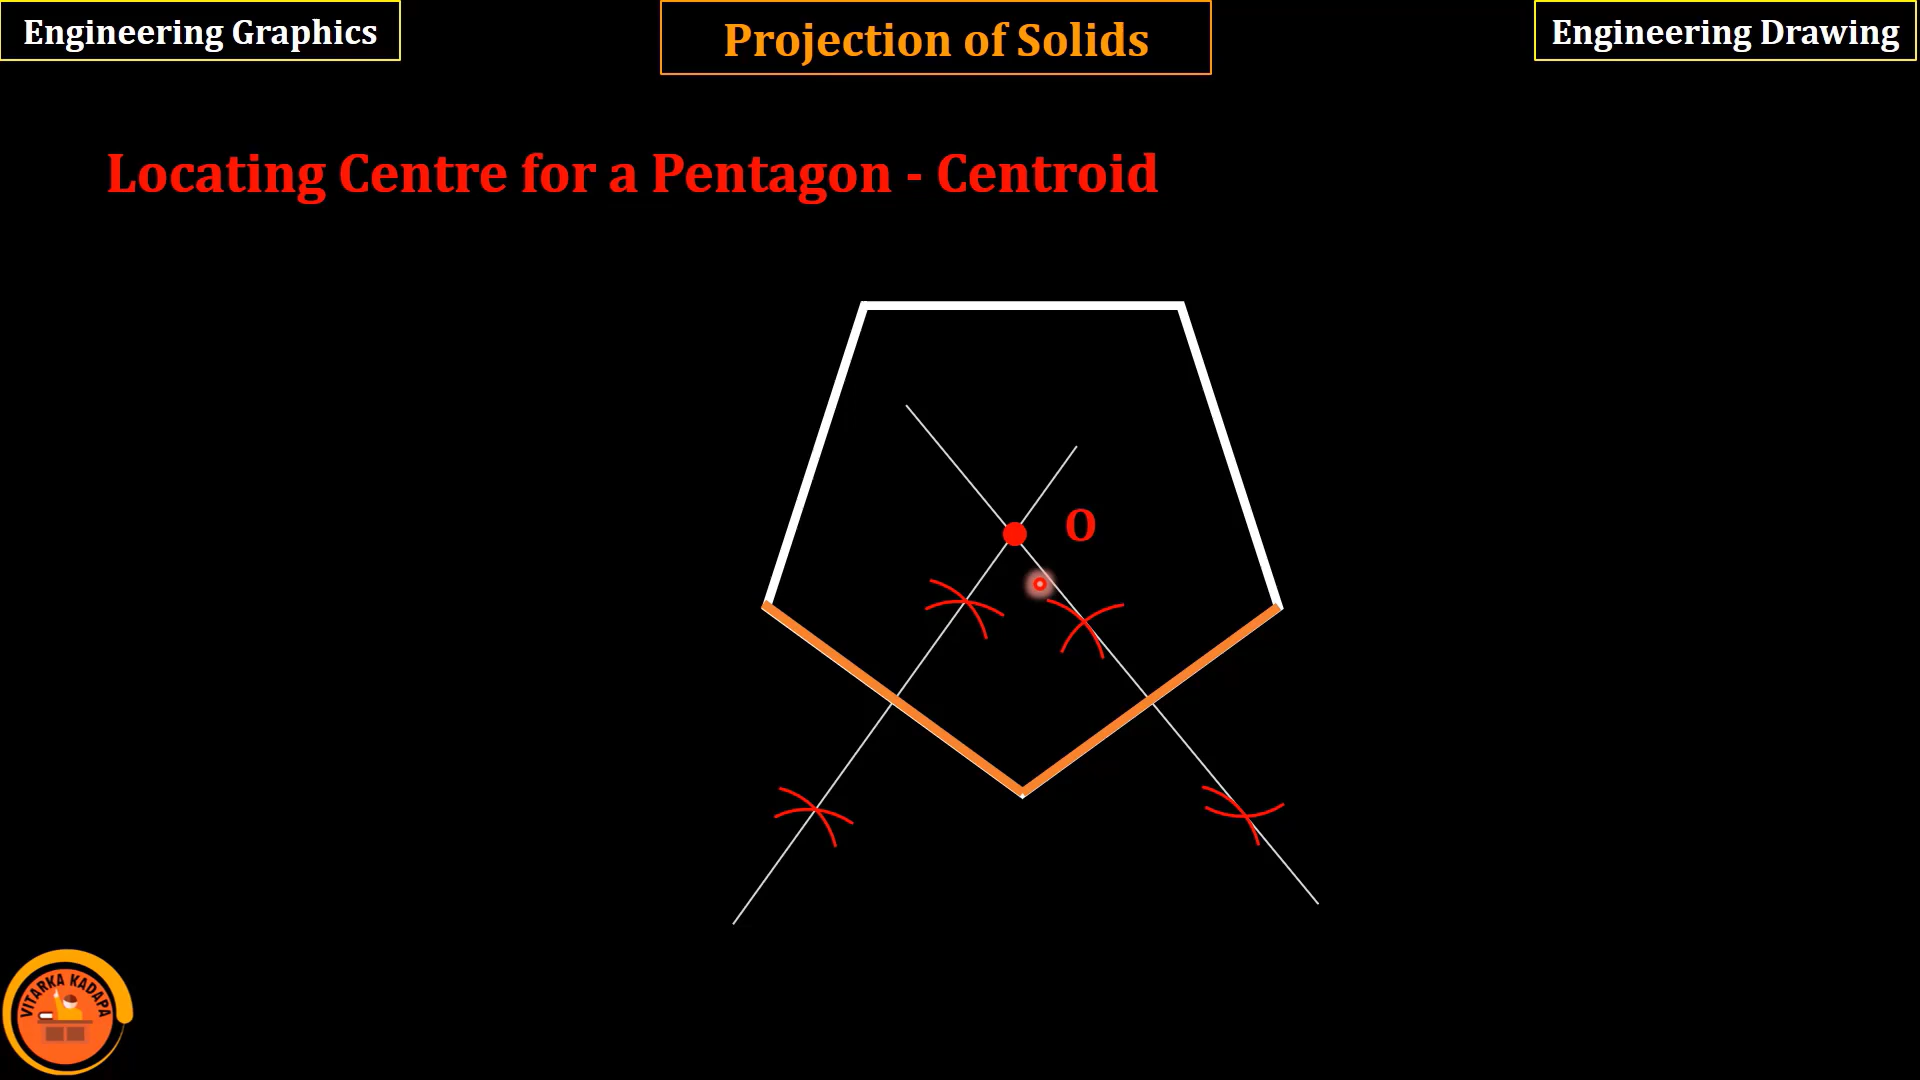 Engineering Graphics
Projection of Solids
Engineering Drawing
Locating Centre for a Pentagon - Centroid
O
VITARKA KADAPA